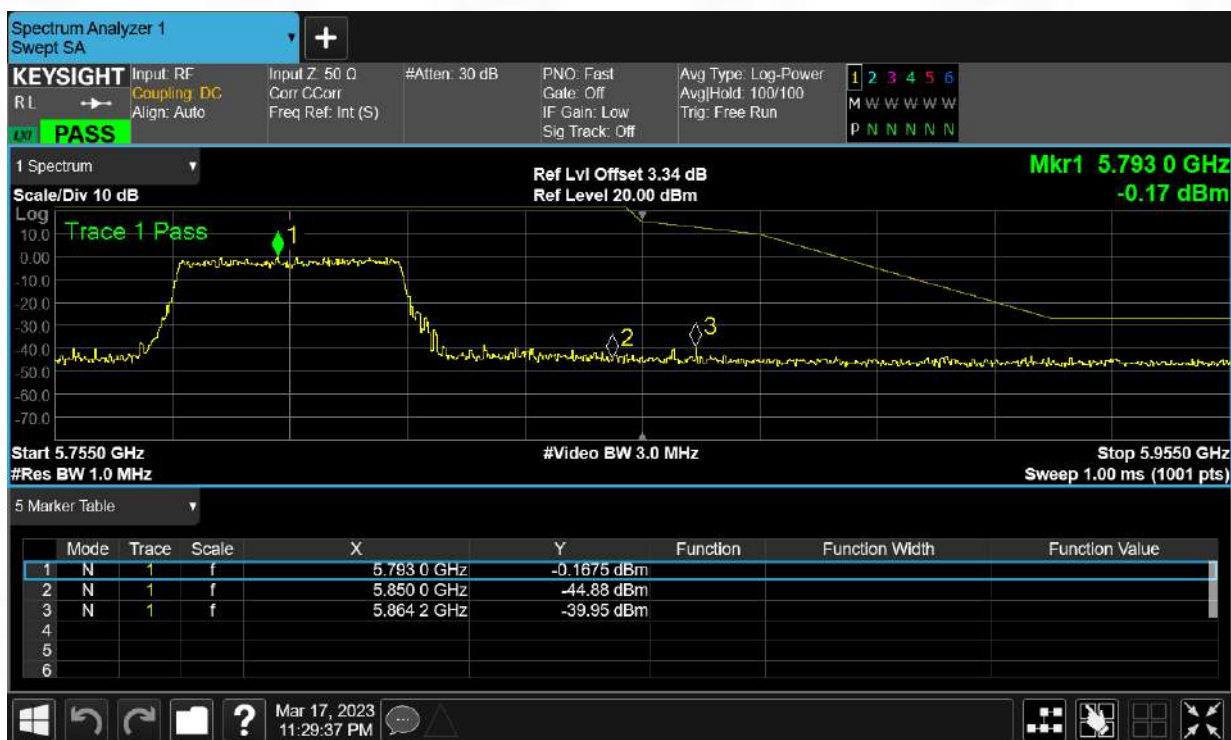 Spectrum Analyzer 1
Swept SA
+
KEYSIGHT Input: RF Input Z: 50 Ω #Atten: 30 dB PNO: Fast Avg Type: Log-Power 1 2 3 4 5 6
RL Coupling: DC Corr CCorr Gate: Off Avg|Hold: 100/100 M W W W W W
Align: Auto Freq Ref: Int (S) IF Gain: Low Trig: Free Run
LXI PASS Sig Track: Off P N N N N N
1 Spectrum Ref Lvl Offset 3.34 dB Mkr1 5.793 0 GHz
Scale/Div 10 dB Ref Level 20.00 dBm -0.17 dBm
Log
10.0 Trace 1 Pass 1
0.00
-10.0
-20.0
-30.0
2 3
-40.0
-50.0
-60.0
-70.0
Start 5.7550 GHz #Video BW 3.0 MHz Stop 5.9550 GHz
#Res BW 1.0 MHz Sweep 1.00 ms (1001 pts)
5 Marker Table
Mode Trace Scale X Y Function Function Width Function Value
1 N 1 f 5.793 0 GHz -0.1675 dBm
2 N 1 f 5.850 0 GHz -44.88 dBm
3 N 1 f 5.864 2 GHz -39.95 dBm
4
5
6
? Mar 17, 2023
11:29:37 PM